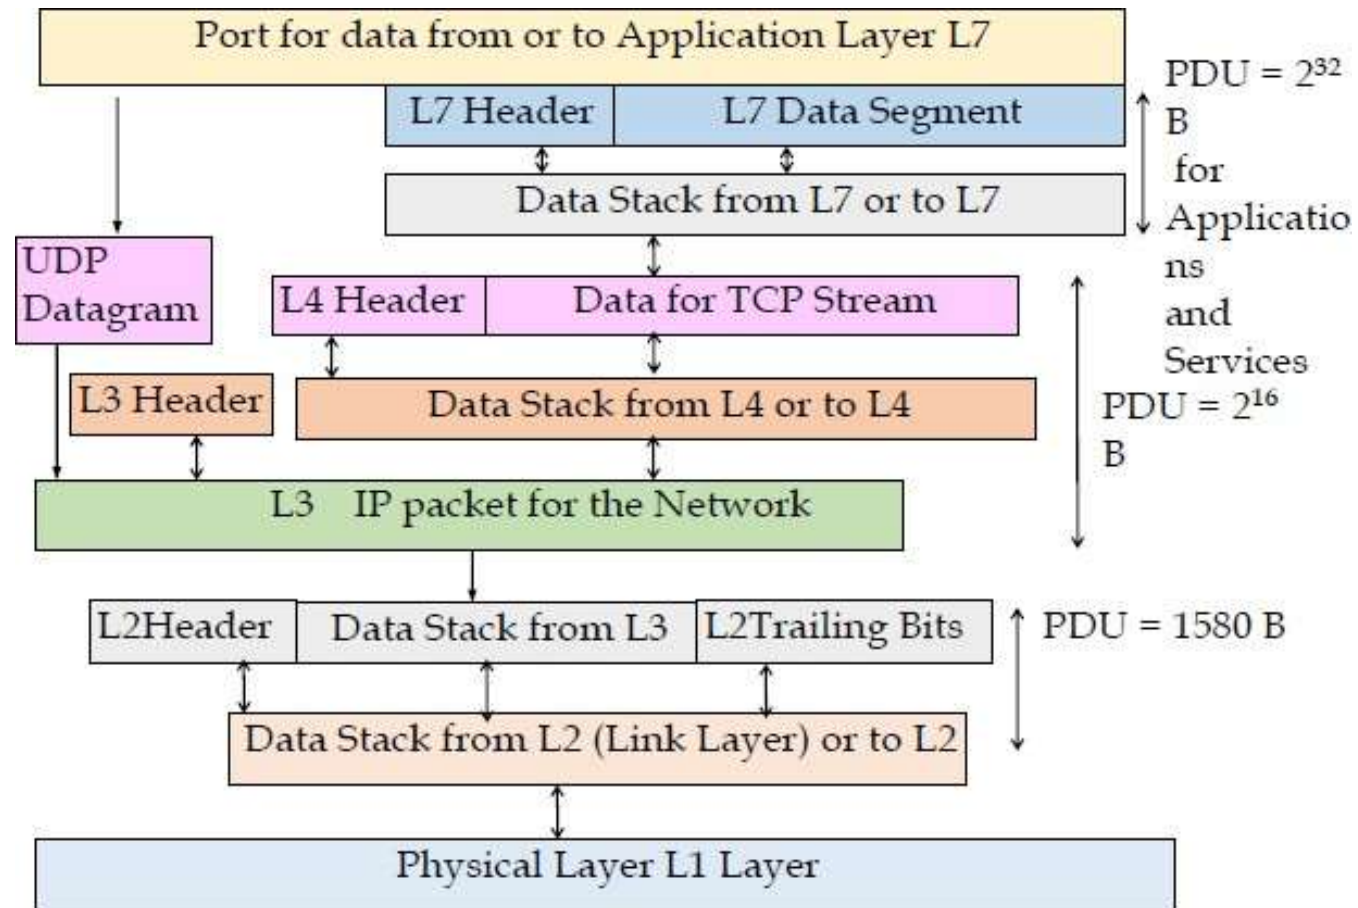 Port for data from or to Application Layer L7
PDU = 2³²
B
for
Applicatio
ns
and
Services
L7 Header
L7 Data Segment
Data Stack from L7 or to L7
UDP
Datagram
L4 Header
Data for TCP Stream
L3 Header
Data Stack from L4 or to L4
PDU = 2¹⁶
B
L3 IP packet for the Network
L2Header
Data Stack from L3
L2Trailing Bits
PDU = 1580 B
Data Stack from L2 (Link Layer) or to L2
Physical Layer L1 Layer